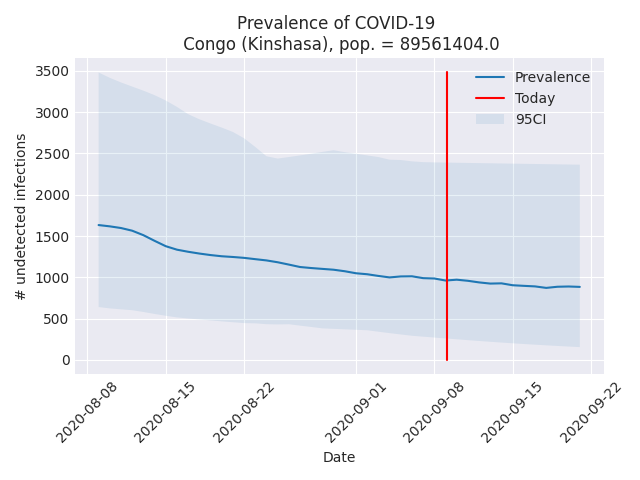 Prevalence of COVID-19
Congo (Kinshasa), pop. = 89561404.0
Prevalence
Today
95CI
# undetected infections
3500
3000
2500
2000
1500
1000
500
0
2020-08-08
2020-08-15
2020-08-22
2020-09-01
2020-09-08
2020-09-15
2020-09-22
Date